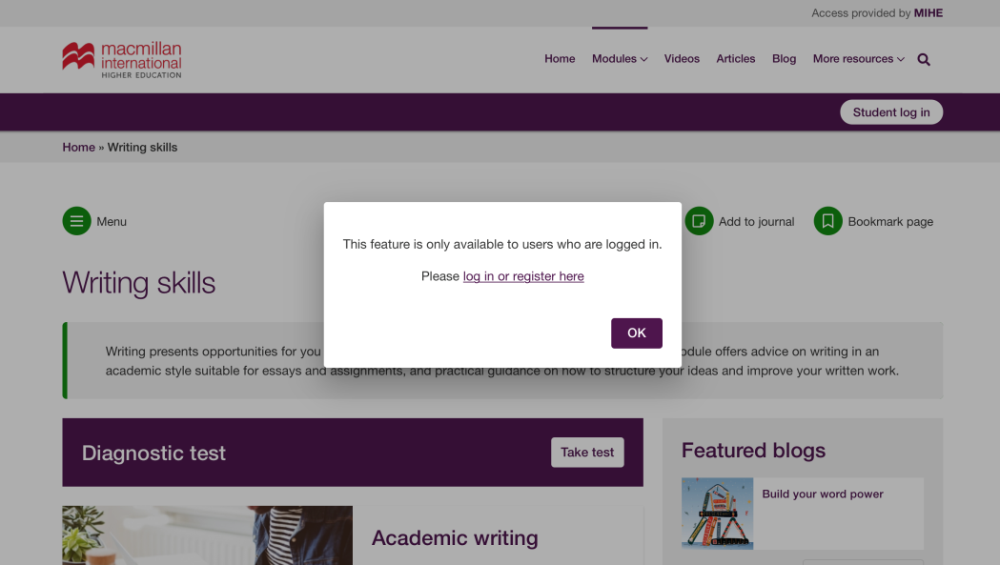 Access provided by MIHE
macmillan
international
HIGHER EDUCATION
Home Modules Videos Articles Blog More resources
Student log in
Home » Writing skills
Menu
Add to journal
Bookmark page
This feature is only available to users who are logged in.
Please log in or register here
OK
Writing skills
Writing presents opportunities for you
odule offers advice on writing in an
academic style suitable for essays and assignments, and practical guidance on how to structure your ideas and improve your written work.
Diagnostic test
Take test
Featured blogs
Build your word power
Academic writing